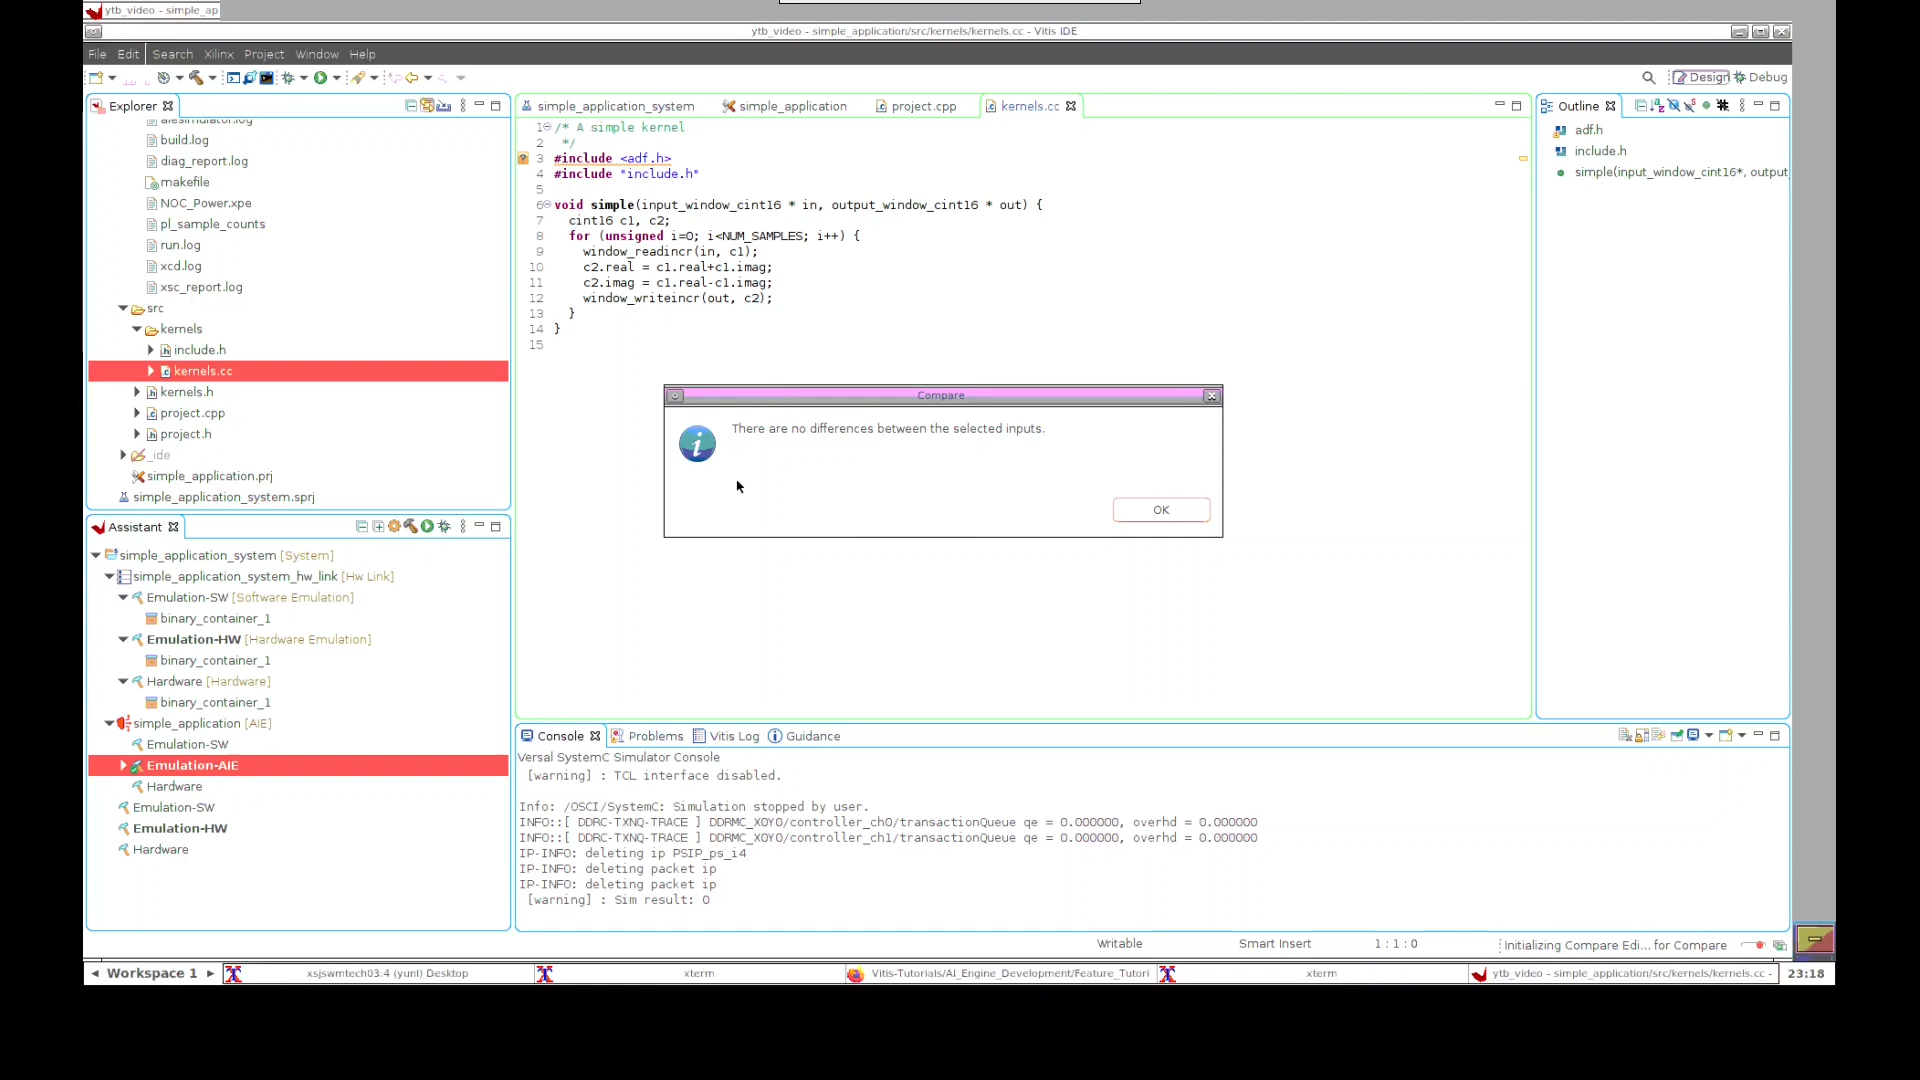 ytb_video - simple_ap
ytb_video - simple_application/src/kernels/kernels.cc - Vitis IDE
File Edit Search Xilinx Project Window Help
Design Debug
Explorer
aiesimulator.log
build.log
diag_report.log
makefile
NOC_Power.xpe
pl_sample_counts
run.log
xcd.log
xsc_report.log
src
kernels
include.h
kernels.cc
kernels.h
project.cpp
project.h
_ide
simple_application.prj
simple_application_system.sprj
simple_application_system simple_application project.cpp kernels.cc
1 /* A simple kernel
2 */
3 #include <adf.h>
4 #include "include.h"
5
6 void simple(input_window_cint16 * in, output_window_cint16 * out) {
7 cint16 c1, c2;
8 for (unsigned i=0; i<NUM_SAMPLES; i++) {
9 window_readincr(in, c1);
10 c2.real = c1.real+c1.imag;
11 c2.imag = c1.real-c1.imag;
12 window_writeincr(out, c2);
13 }
14 }
15
Compare
There are no differences between the selected inputs.
OK
Outline
adf.h
include.h
simple(input_window_cint16*, output_
Assistant
simple_application_system [System]
simple_application_system_hw_link [Hw Link]
Emulation-SW [Software Emulation]
binary_container_1
Emulation-HW [Hardware Emulation]
binary_container_1
Hardware [Hardware]
binary_container_1
simple_application [AIE]
Emulation-SW
Emulation-AIE
Hardware
Emulation-SW
Emulation-HW
Hardware
Console Problems Vitis Log Guidance
Versal SystemC Simulator Console
[warning] : TCL interface disabled.
Info: /OSCI/SystemC: Simulation stopped by user.
INFO::[ DDRC-TXNQ-TRACE ] DDRMC_X0Y0/controller_ch0/transactionQueue qe = 0.000000, overhd = 0.000000
INFO::[ DDRC-TXNQ-TRACE ] DDRMC_X0Y0/controller_ch1/transactionQueue qe = 0.000000, overhd = 0.000000
IP-INFO: deleting ip PSIP_ps_i4
IP-INFO: deleting packet ip
IP-INFO: deleting packet ip
[warning] : Sim result: 0
Writable Smart Insert 1 : 1 : 0 Initializing Compare Edi... for Compare
Workspace 1 xsjswmtech03:4 (yunl) Desktop xterm Vitis-Tutorials/AI_Engine_Development/Feature_Tutori xterm ytb_video - simple_application/src/kernels/kernels.cc - 23:18